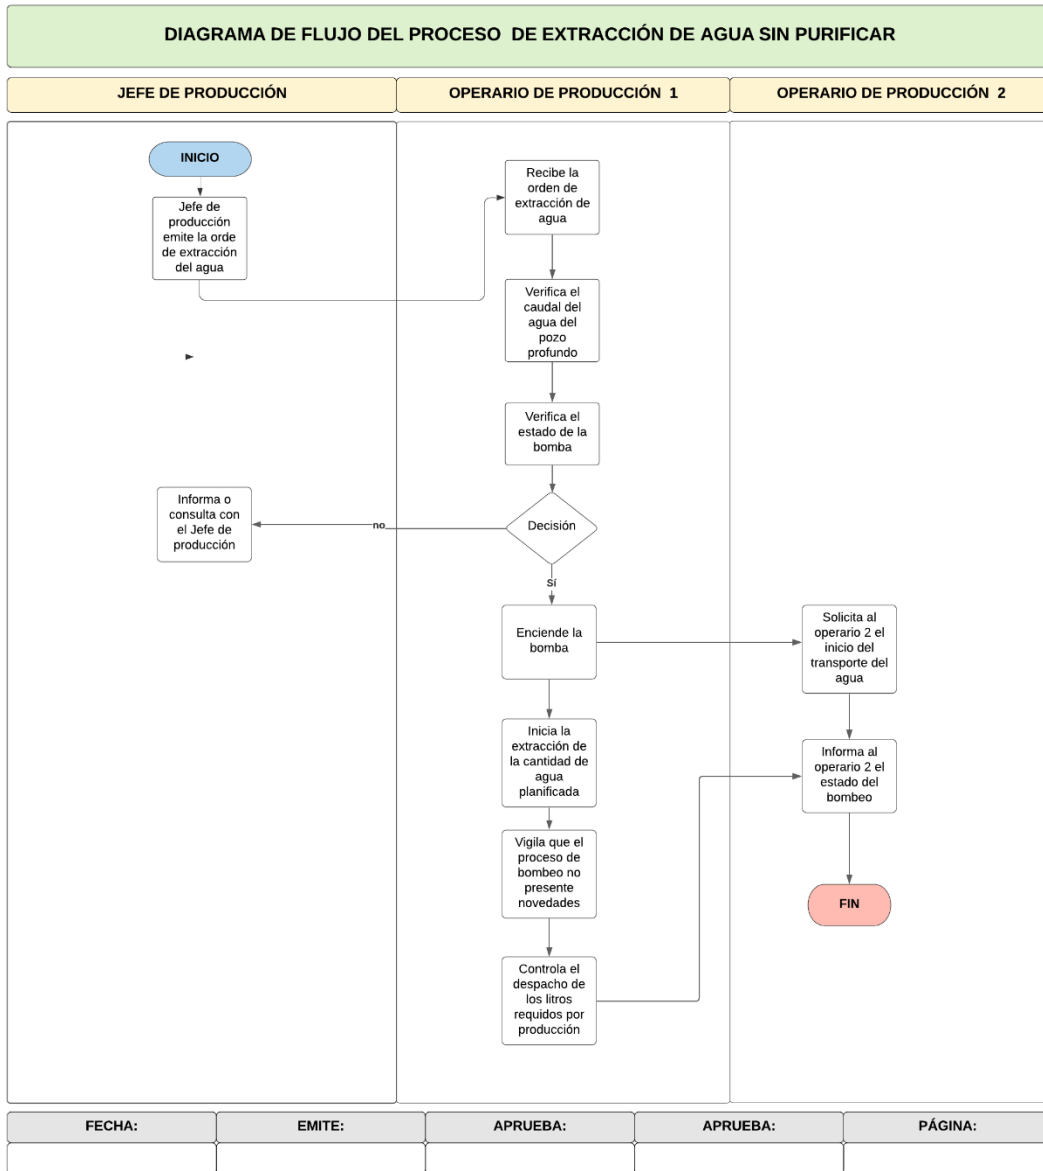 DIAGRAMA DE FLUJO DEL PROCESO DE EXTRACCIÓN DE AGUA SIN PURIFICAR
JEFE DE PRODUCCIÓN
OPERARIO DE PRODUCCIÓN 1
OPERARIO DE PRODUCCIÓN 2
INICIO
Jefe de
producción
emite la orde
de extracción
del agua
Recibe la
orden de
extracción de
agua
Verifica el
caudal del
agua del
pozo
profundo
Verifica el
estado de la
bomba
Decisión
no
Informa o
consulta con
el Jefe de
producción
Sí
Enciende la
bomba
Solicita al
operario 2 el
inicio del
transporte del
agua
Inicia la
extracción de
la cantidad de
agua
planificada
Informa al
operario 2 el
estado del
bombeo
Vigila que el
proceso de
bombeo no
presente
novedades
FIN
Controla el
despacho de
los litros
requidos por
producción
FECHA:
EMITE:
APRUEBA:
APRUEBA:
PÁGINA: